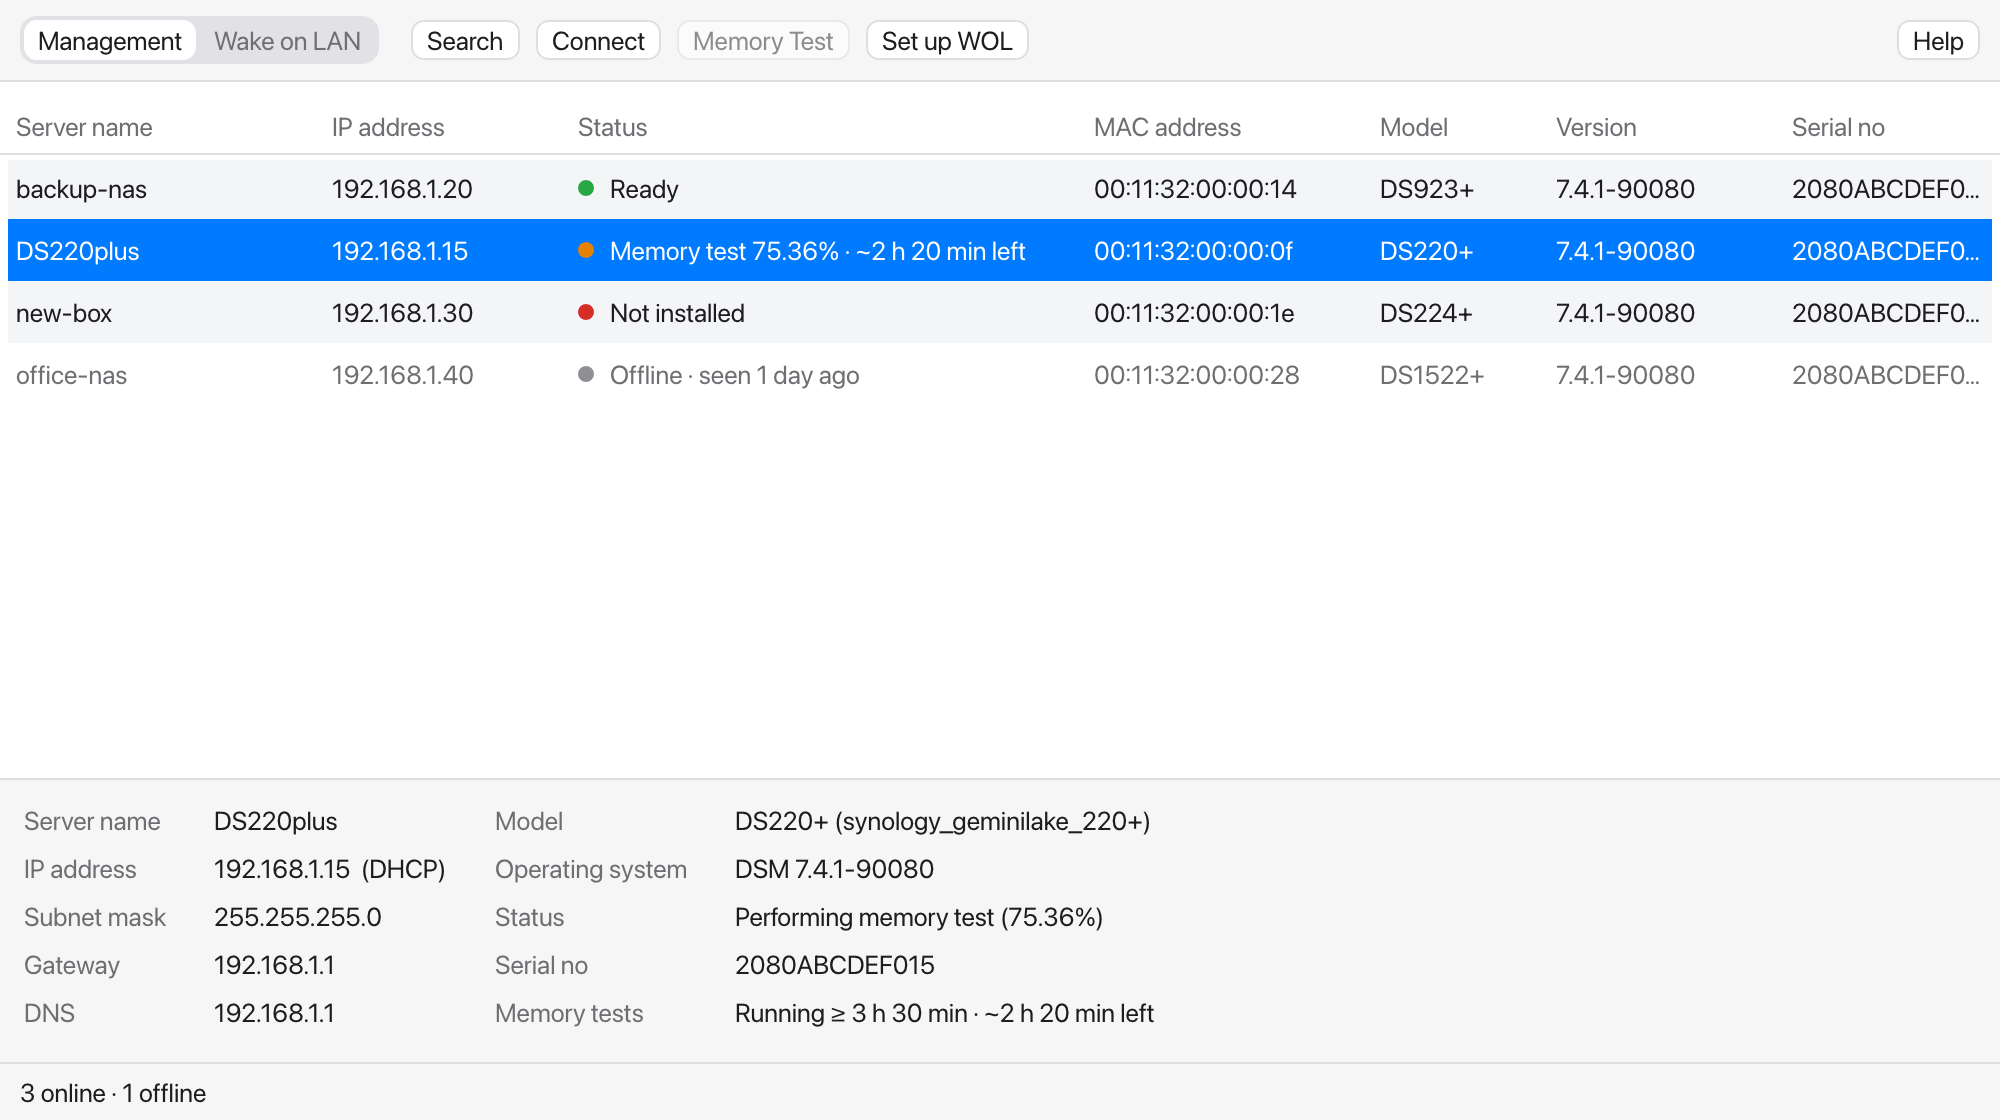 Management Wake on LAN Search Connect Memory Test Set up WOL Help
Server name IP address Status MAC address Model Version Serial no
backup-nas 192.168.1.20 Ready 00:11:32:00:00:14 DS923+ 7.4.1-90080 2080ABCDEF0...
DS220plus 192.168.1.15 Memory test 75.36% · ~2 h 20 min left 00:11:32:00:00:0f DS220+ 7.4.1-90080 2080ABCDEF0...
new-box 192.168.1.30 Not installed 00:11:32:00:00:1e DS224+ 7.4.1-90080 2080ABCDEF0...
office-nas 192.168.1.40 Offline · seen 1 day ago 00:11:32:00:00:28 DS1522+ 7.4.1-90080 2080ABCDEF0...
Server name DS220plus Model DS220+ (synology_geminilake_220+)
IP address 192.168.1.15 (DHCP) Operating system DSM 7.4.1-90080
Subnet mask 255.255.255.0 Status Performing memory test (75.36%)
Gateway 192.168.1.1 Serial no 2080ABCDEF015
DNS 192.168.1.1 Memory tests Running ≥ 3 h 30 min · ~2 h 20 min left
3 online · 1 offline